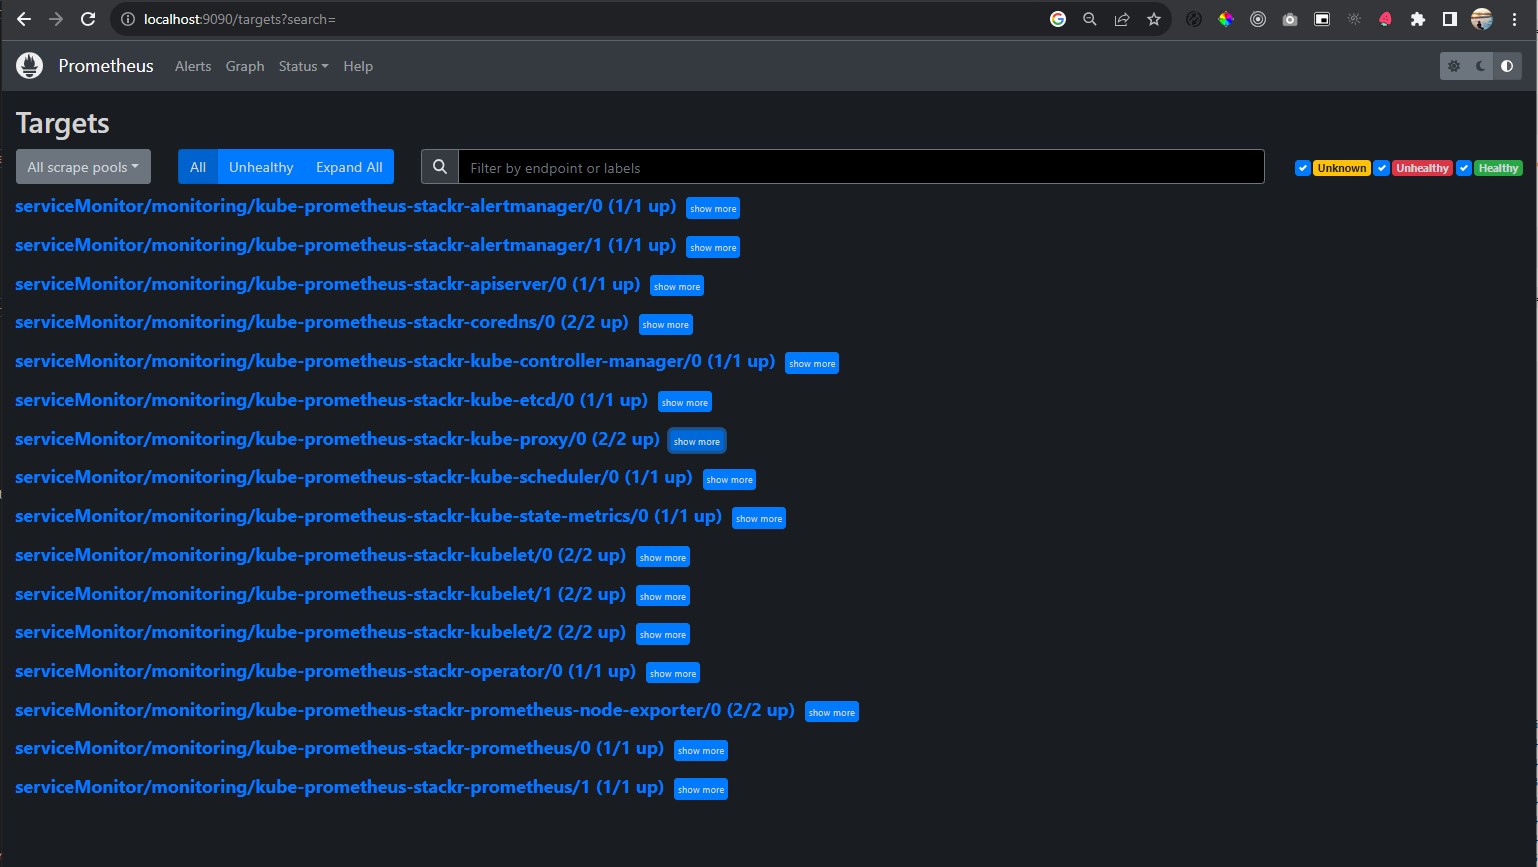 localhost:9090/targets?search=
Prometheus Alerts Graph Status Help
Targets
All scrape pools All Unhealthy Expand All Filter by endpoint or labels Unknown Unhealthy Healthy
serviceMonitor/monitoring/kube-prometheus-stackr-alertmanager/0 (1/1 up) show more
serviceMonitor/monitoring/kube-prometheus-stackr-alertmanager/1 (1/1 up) show more
serviceMonitor/monitoring/kube-prometheus-stackr-apiserver/0 (1/1 up) show more
serviceMonitor/monitoring/kube-prometheus-stackr-coredns/0 (2/2 up) show more
serviceMonitor/monitoring/kube-prometheus-stackr-kube-controller-manager/0 (1/1 up) show more
serviceMonitor/monitoring/kube-prometheus-stackr-kube-etcd/0 (1/1 up) show more
serviceMonitor/monitoring/kube-prometheus-stackr-kube-proxy/0 (2/2 up) show more
serviceMonitor/monitoring/kube-prometheus-stackr-kube-scheduler/0 (1/1 up) show more
serviceMonitor/monitoring/kube-prometheus-stackr-kube-state-metrics/0 (1/1 up) show more
serviceMonitor/monitoring/kube-prometheus-stackr-kubelet/0 (2/2 up) show more
serviceMonitor/monitoring/kube-prometheus-stackr-kubelet/1 (2/2 up) show more
serviceMonitor/monitoring/kube-prometheus-stackr-kubelet/2 (2/2 up) show more
serviceMonitor/monitoring/kube-prometheus-stackr-operator/0 (1/1 up) show more
serviceMonitor/monitoring/kube-prometheus-stackr-prometheus-node-exporter/0 (2/2 up) show more
serviceMonitor/monitoring/kube-prometheus-stackr-prometheus/0 (1/1 up) show more
serviceMonitor/monitoring/kube-prometheus-stackr-prometheus/1 (1/1 up) show more